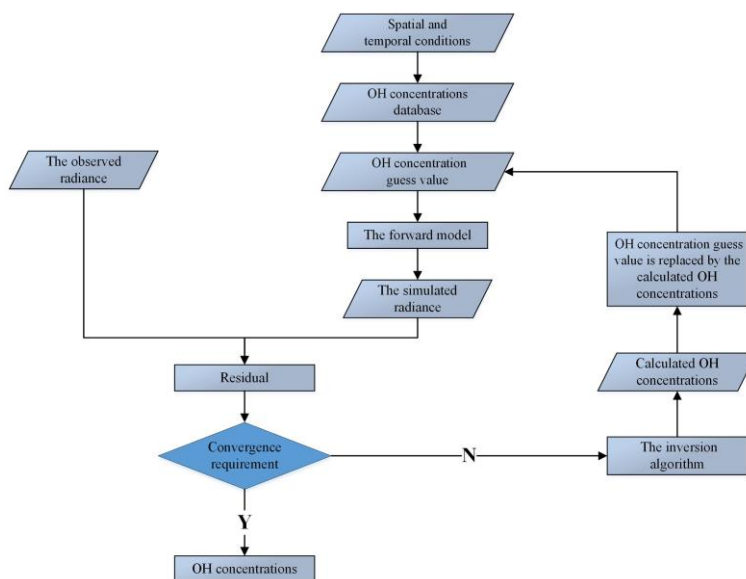 Spatial and
temporal conditions
OH concentrations
database
The observed
radiance
OH concentration
guess value
The forward model
OH concentration guess
value is replaced by the
calculated OH
concentrations
The simulated
radiance
Residual
Calculated OH
concentrations
Convergence
requirement
N
The inversion
algorithm
Y
OH concentrations